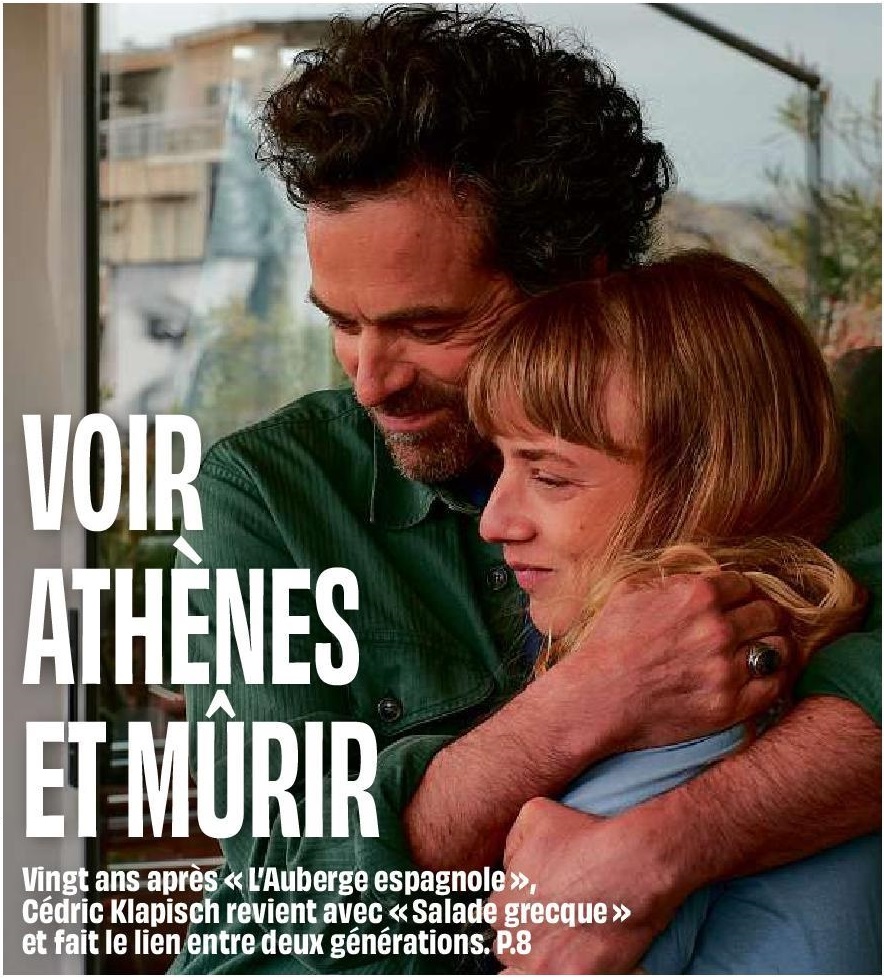 VOIR
ATHÈNES
ET MÛRIR
Vingt ans après « L'Auberge espagnole »,
Cédric Klapisch revient avec « Salade grecque »
et fait le lien entre deux générations. P.8